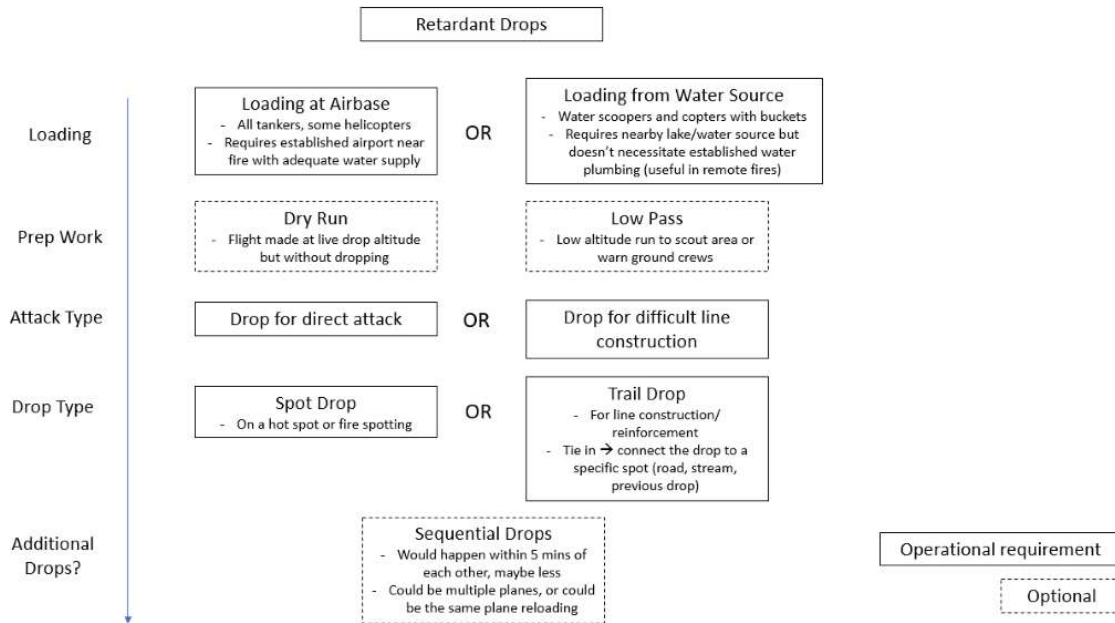 Retardant Drops
Loading
Loading at Airbase
- All tankers, some helicopters
- Requires established airport near
fire with adequate water supply
OR
Loading from Water Source
- Water scoopers and copters with buckets
- Requires nearby lake/water source but
doesn't necessitate established water
plumbing (useful in remote fires)
Prep Work
Dry Run
- Flight made at live drop altitude
but without dropping
Low Pass
- Low altitude run to scout area or
warn ground crews
Attack Type
Drop for direct attack
OR
Drop for difficult line
construction
Drop Type
Spot Drop
- On a hot spot or fire spotting
OR
Trail Drop
- For line construction/
reinforcement
- Tie in → connect the drop to a
specific spot (road, stream,
previous drop)
Additional
Drops?
Sequential Drops
- Would happen within 5 mins of
each other, maybe less
- Could be multiple planes, or could
be the same plane reloading
Operational requirement
Optional